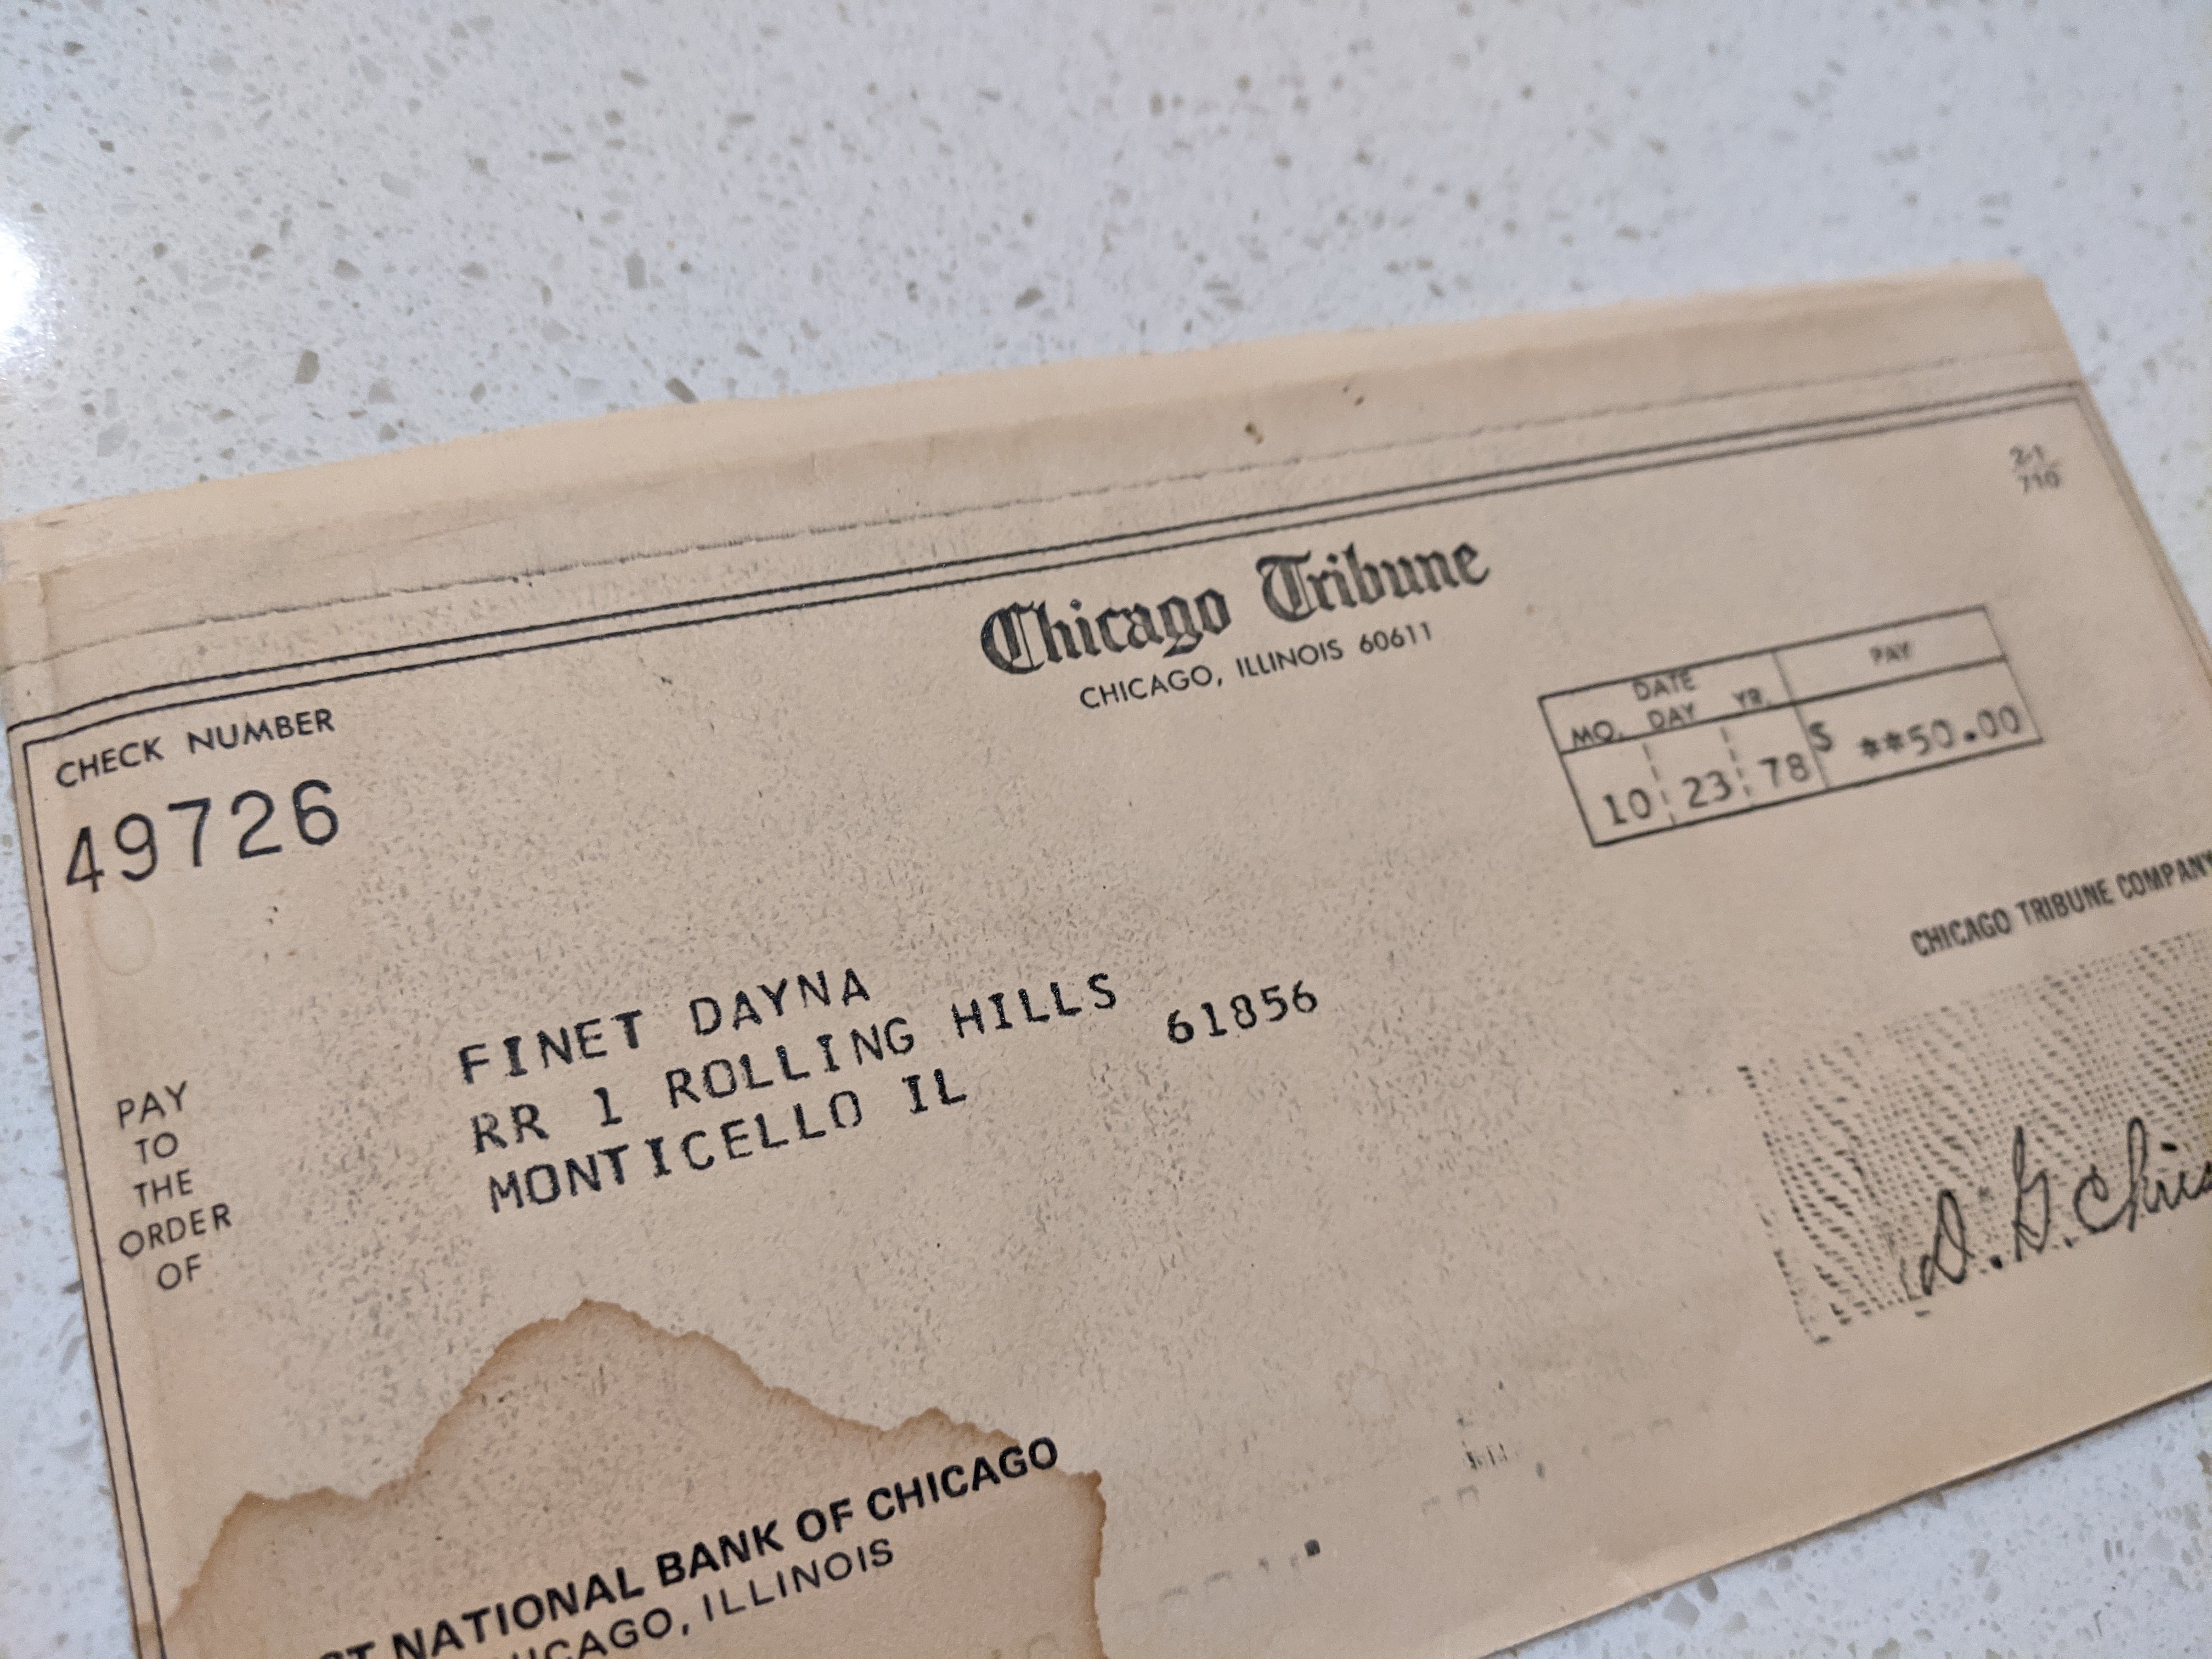 2-1
710
Chicago Tribune
CHICAGO, ILLINOIS 60611
CHECK NUMBER
49726
DATE PAY
MO. DAY YR.
10 23 78 $ **50.00
CHICAGO TRIBUNE COMPANY
FINET DAYNA
RR 1 ROLLING HILLS
MONTICELLO IL 61856
PAY
TO
THE
ORDER
OF
D. G.
NATIONAL BANK OF CHICAGO
ILLINOIS